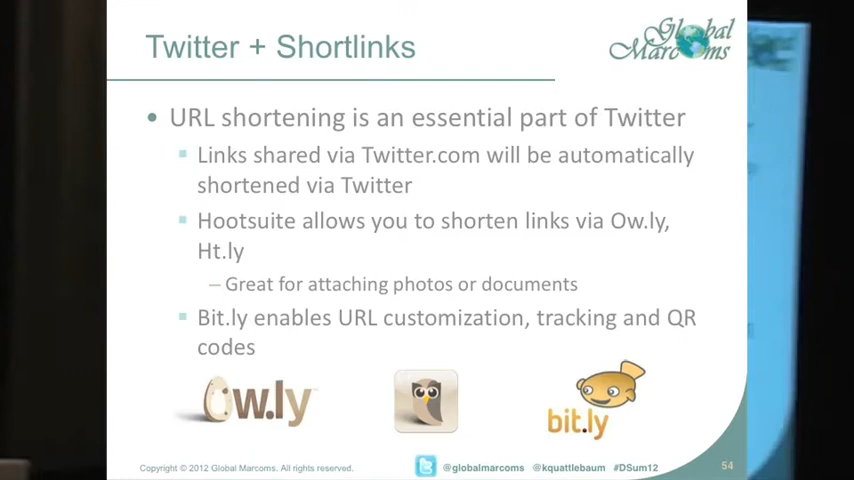 Twitter + Shortlinks
Global
Marcoms
• URL shortening is an essential part of Twitter
Links shared via Twitter.com will be automatically
shortened via Twitter
Hootsuite allows you to shorten links via Ow.ly,
Ht.ly
– Great for attaching photos or documents
Bit.ly enables URL customization, tracking and QR
codes
Ow.ly
bit.ly
Copyright © 2012 Global Marcoms. All rights reserved.
@globalmarcoms @kquattlebaum #DSum12
54